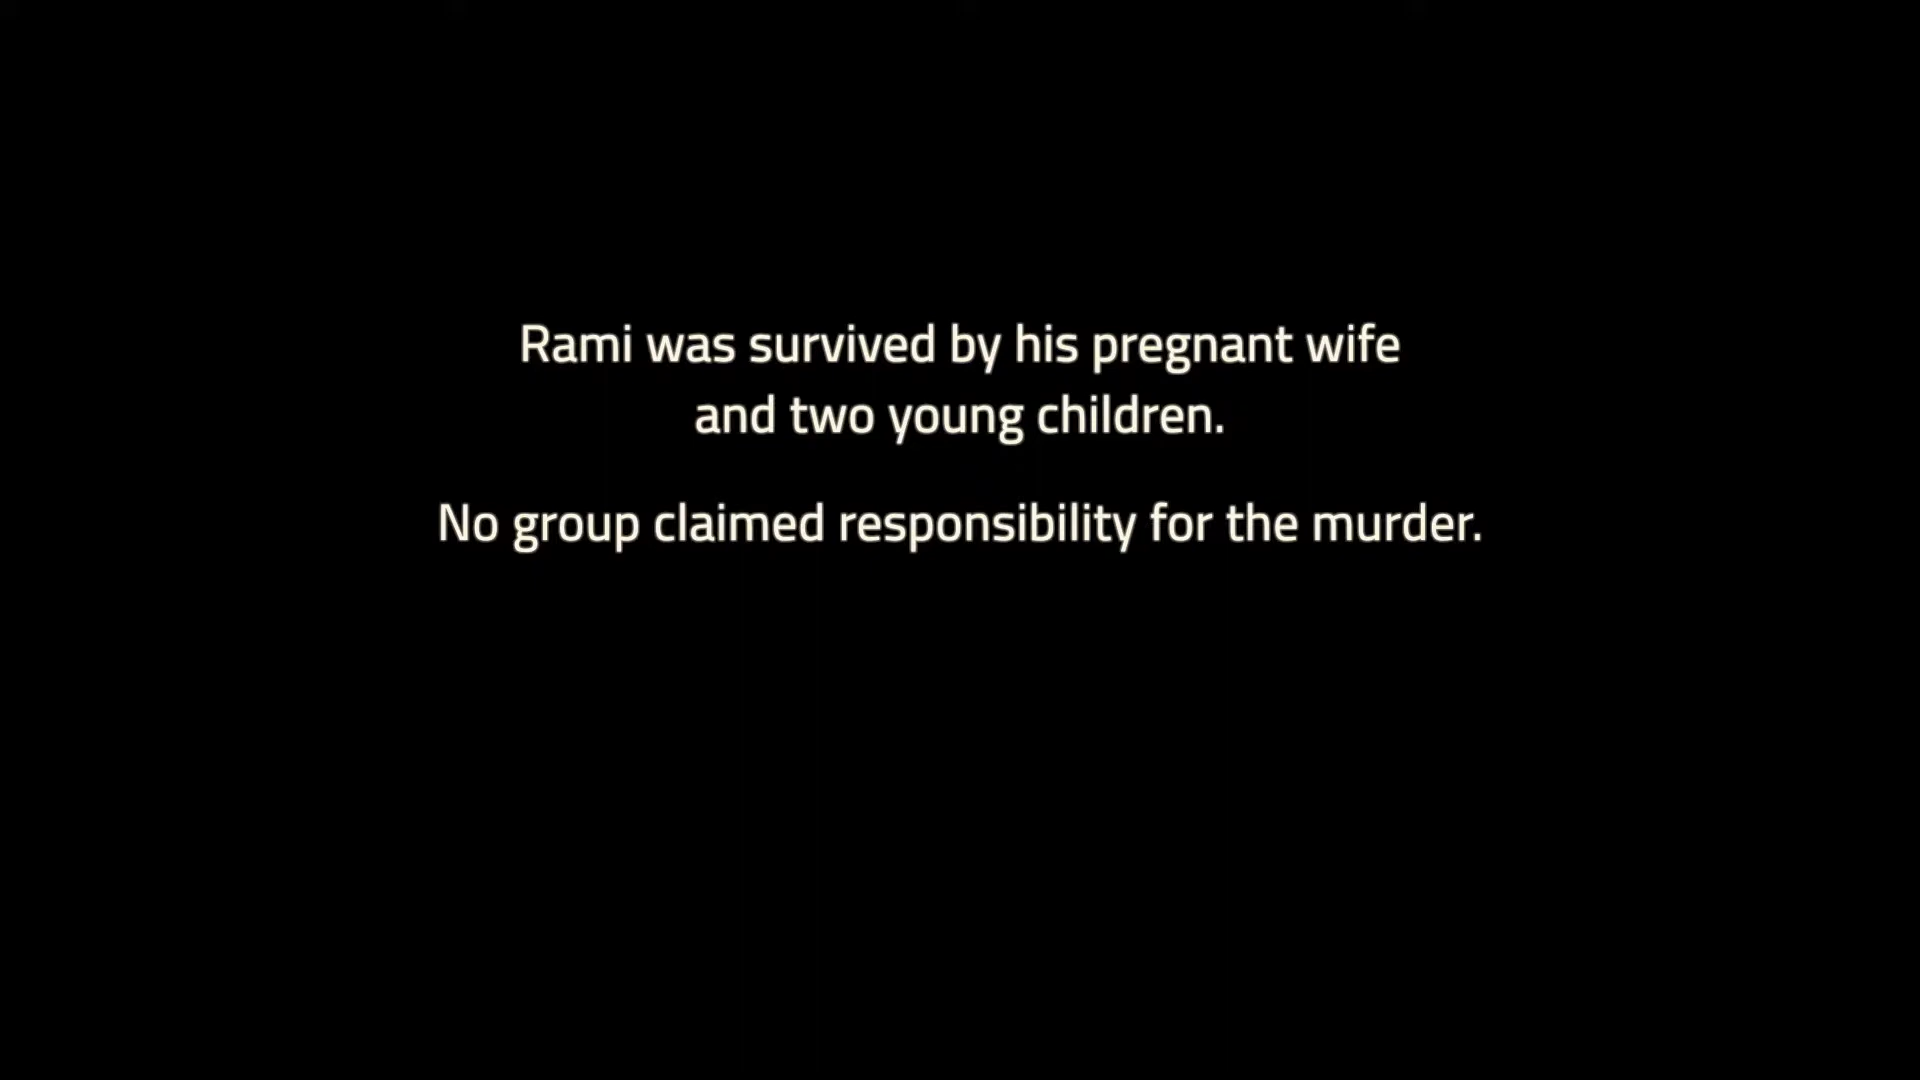 Rami was survived by his pregnant wife
and two young children.
No group claimed responsibility for the murder.